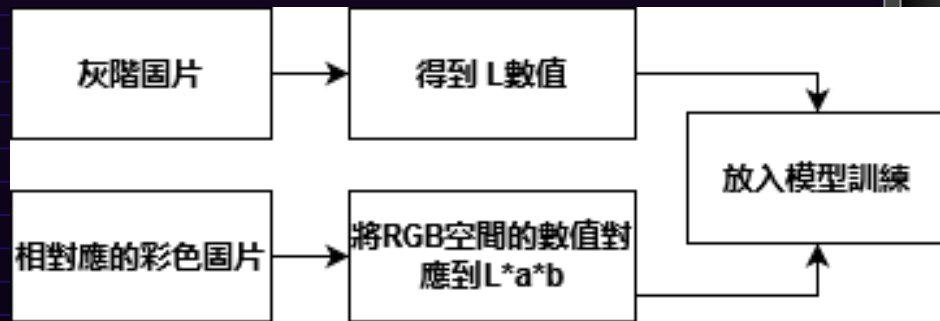 灰階圖片
得到 L數值
放入模型訓練
相對應的彩色圖片
將RGB空間的數值對
應到L*a*b